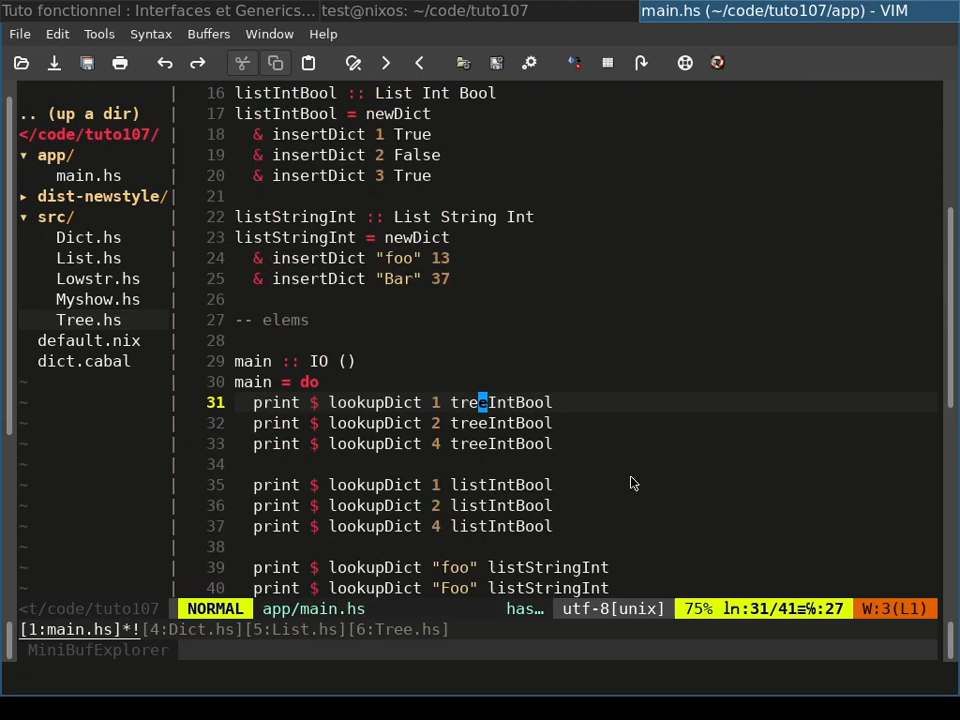 Tuto fonctionnel : Interfaces et Generics... test@nixos: ~/code/tuto107 main.hs (~/code/tuto107/app) - VIM
File Edit Tools Syntax Buffers Window Help
16 listIntBool :: List Int Bool
.. (up a dir) 17 listIntBool = newDict
</code/tuto107/ 18 & insertDict 1 True
▾ app/ 19 & insertDict 2 False
main.hs 20 & insertDict 3 True
▸ dist-newstyle/ 21
▾ src/ 22 listStringInt :: List String Int
Dict.hs 23 listStringInt = newDict
List.hs 24 & insertDict "foo" 13
Lowstr.hs 25 & insertDict "Bar" 37
Myshow.hs 26
Tree.hs 27 -- elems
default.nix 28
dict.cabal 29 main :: IO ()
~ 30 main = do
~ 31 print $ lookupDict 1 treeIntBool
~ 32 print $ lookupDict 2 treeIntBool
~ 33 print $ lookupDict 4 treeIntBool
~ 34
~ 35 print $ lookupDict 1 listIntBool
~ 36 print $ lookupDict 2 listIntBool
~ 37 print $ lookupDict 4 listIntBool
~ 38
~ 39 print $ lookupDict "foo" listStringInt
~ 40 print $ lookupDict "Foo" listStringInt
<t/code/tuto107 NORMAL app/main.hs has… utf-8[unix] 75% ln:31/41≡%:27 W:3(L1)
[1:main.hs]*![4:Dict.hs][5:List.hs][6:Tree.hs]
MiniBufExplorer